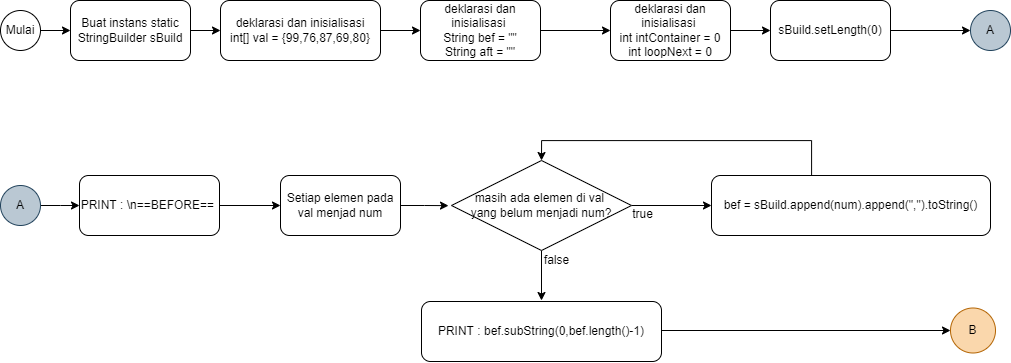 Mulai
Buat instans static
StringBuilder sBuild
deklarasi dan inisialisasi
int[] val = {99,76,87,69,80}
deklarasi dan
inisialisasi
String bef = ""
String aft = ""
deklarasi dan
inisialisasi
int intContainer = 0
int loopNext = 0
sBuild.setLength(0)
A
A
PRINT : \n==BEFORE==
Setiap elemen pada
val menjad num
masih ada elemen di val
yang belum menjadi num?
true
bef = sBuild.append(num).append(",").toString()
false
PRINT : bef.subString(0,bef.length()-1)
B